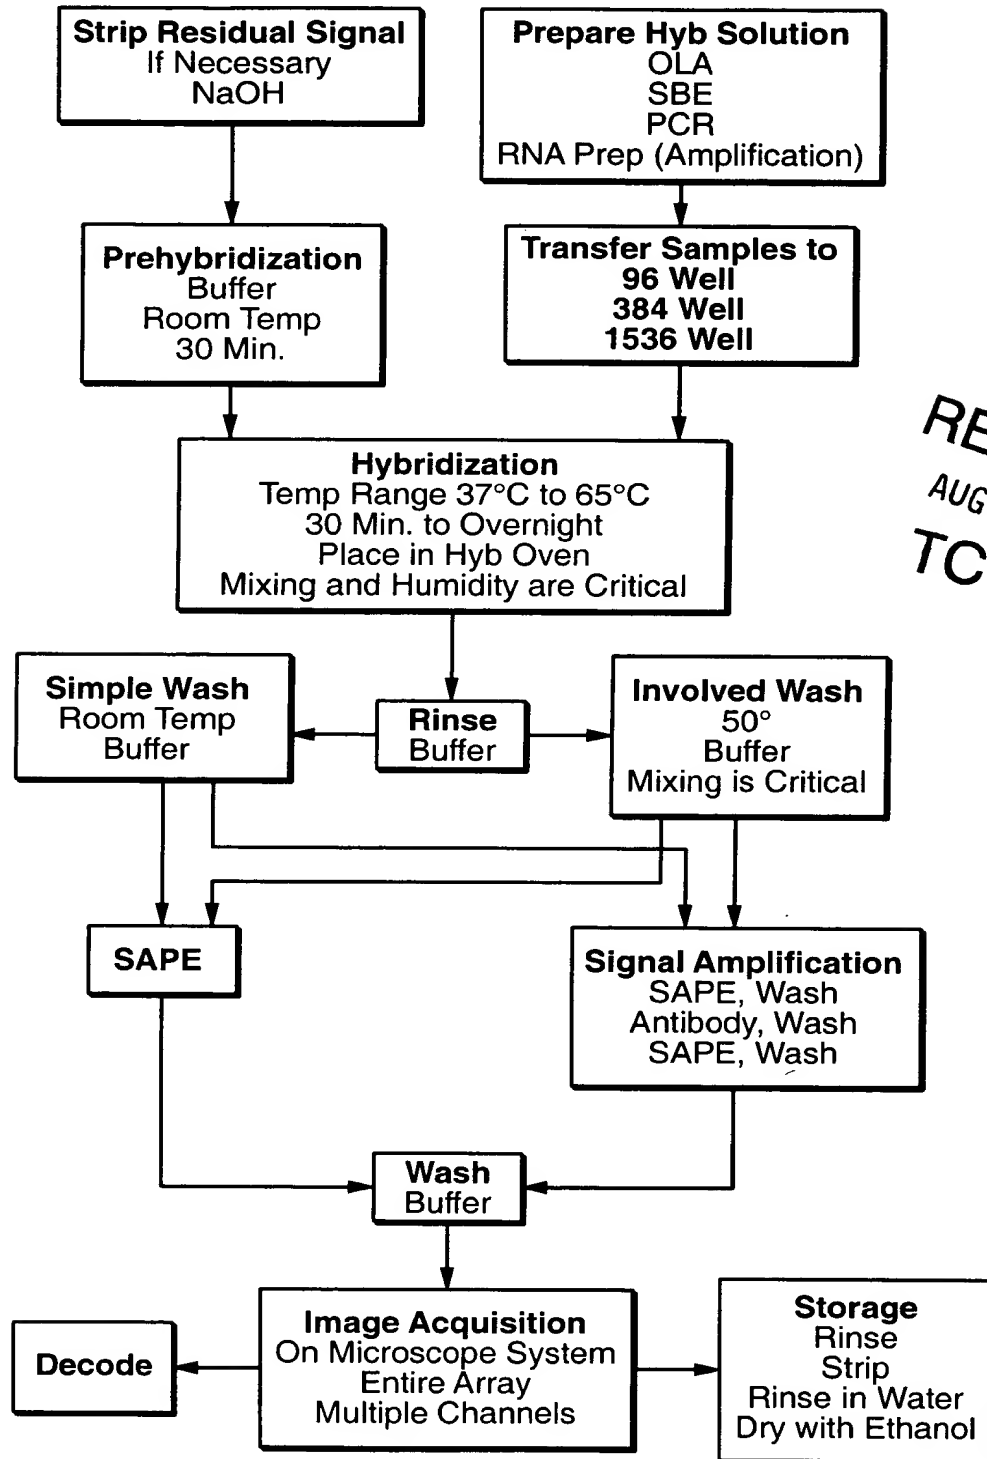 Strip Residual Signal
If Necessary
NaOH
Prepare Hyb Solution
OLA
SBE
PCR
RNA Prep (Amplification)
Prehybridization
Buffer
Room Temp
30 Min.
Transfer Samples to
96 Well
384 Well
1536 Well
Hybridization
Temp Range 37°C to 65°C
30 Min. to Overnight
Place in Hyb Oven
Mixing and Humidity are Critical
RE
AUG
TC
Simple Wash
Room Temp
Buffer
Rinse
Buffer
Involved Wash
50°
Buffer
Mixing is Critical
SAPE
Signal Amplification
SAPE, Wash
Antibody, Wash
SAPE, Wash
Wash
Buffer
Decode
Image Acquisition
On Microscope System
Entire Array
Multiple Channels
Storage
Rinse
Strip
Rinse in Water
Dry with Ethanol